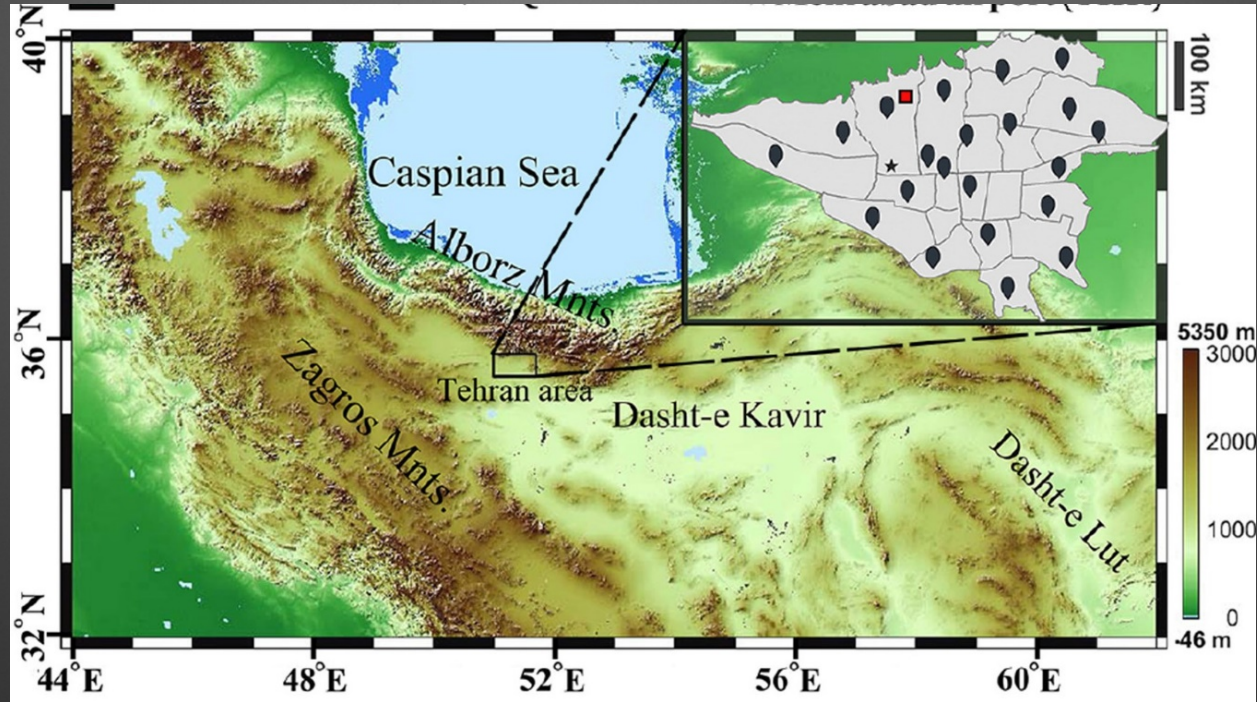 40°N
36°N
32°N
44°E
48°E
52°E
56°E
60°E
Caspian Sea
Alborz Mnts.
Zagros Mnts.
Tehran area
Dasht-e Kavir
Dasht-e Lut
100 km
5350 m
3000
2000
1000
0
-46 m